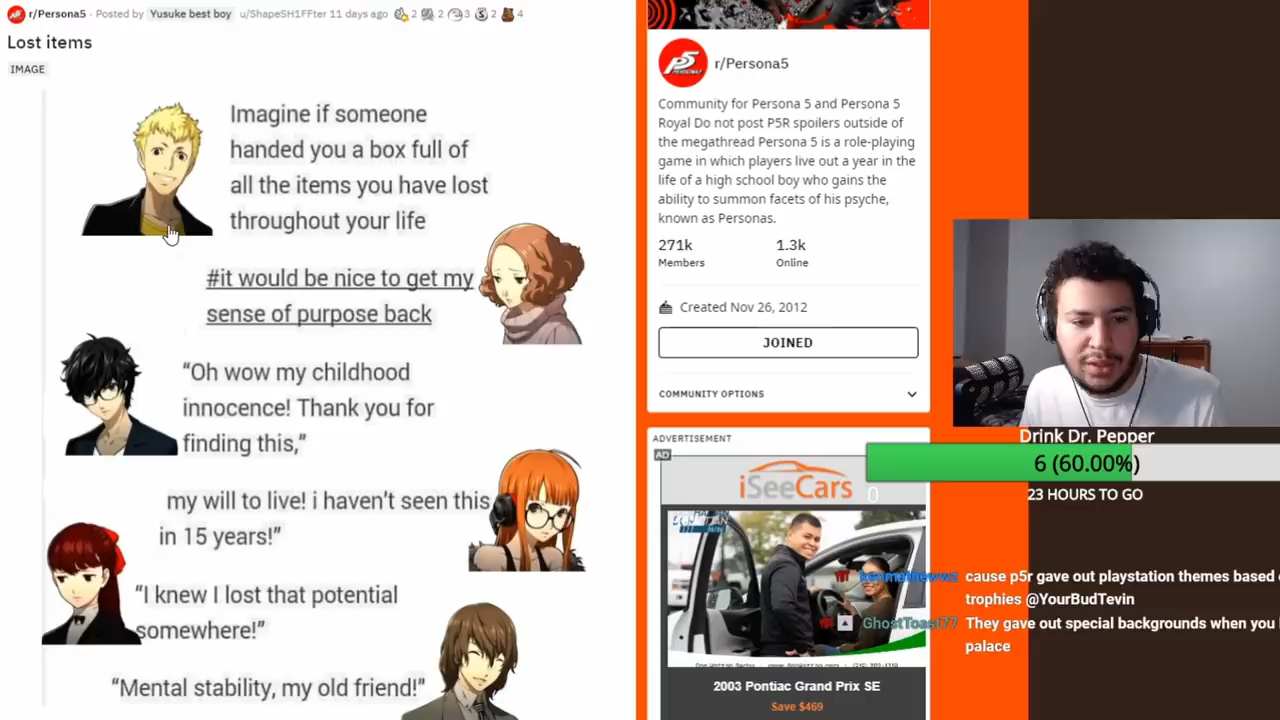 r/Persona5 · Posted by Yusuke best boy u/ShapeSH1FFter 11 days ago 2 2 3 2 4
Lost items
IMAGE
Imagine if someone
handed you a box full of
all the items you have lost
throughout your life
#it would be nice to get my
sense of purpose back
“Oh wow my childhood
innocence! Thank you for
finding this,”
my will to live! i haven’t seen this
in 15 years!”
“I knew I lost that potential
somewhere!”
“Mental stability, my old friend!”
P5
r/Persona5
Community for Persona 5 and Persona 5
Royal Do not post P5R spoilers outside of
the megathread Persona 5 is a role-playing
game in which players live out a year in the
life of a high school boy who gains the
ability to summon facets of his psyche,
known as Personas.
271k 1.3k
Members Online
Created Nov 26, 2012
JOINED
COMMUNITY OPTIONS
ADVERTISEMENT
AD
iSeeCars
2003 Pontiac Grand Prix SE
Save $469
Drink Dr. Pepper
6 (60.00%)
0
23 HOURS TO GO
cause p5r gave out playstation themes based
trophies @YourBudTevin
GhostToast77 They gave out special backgrounds when you
palace